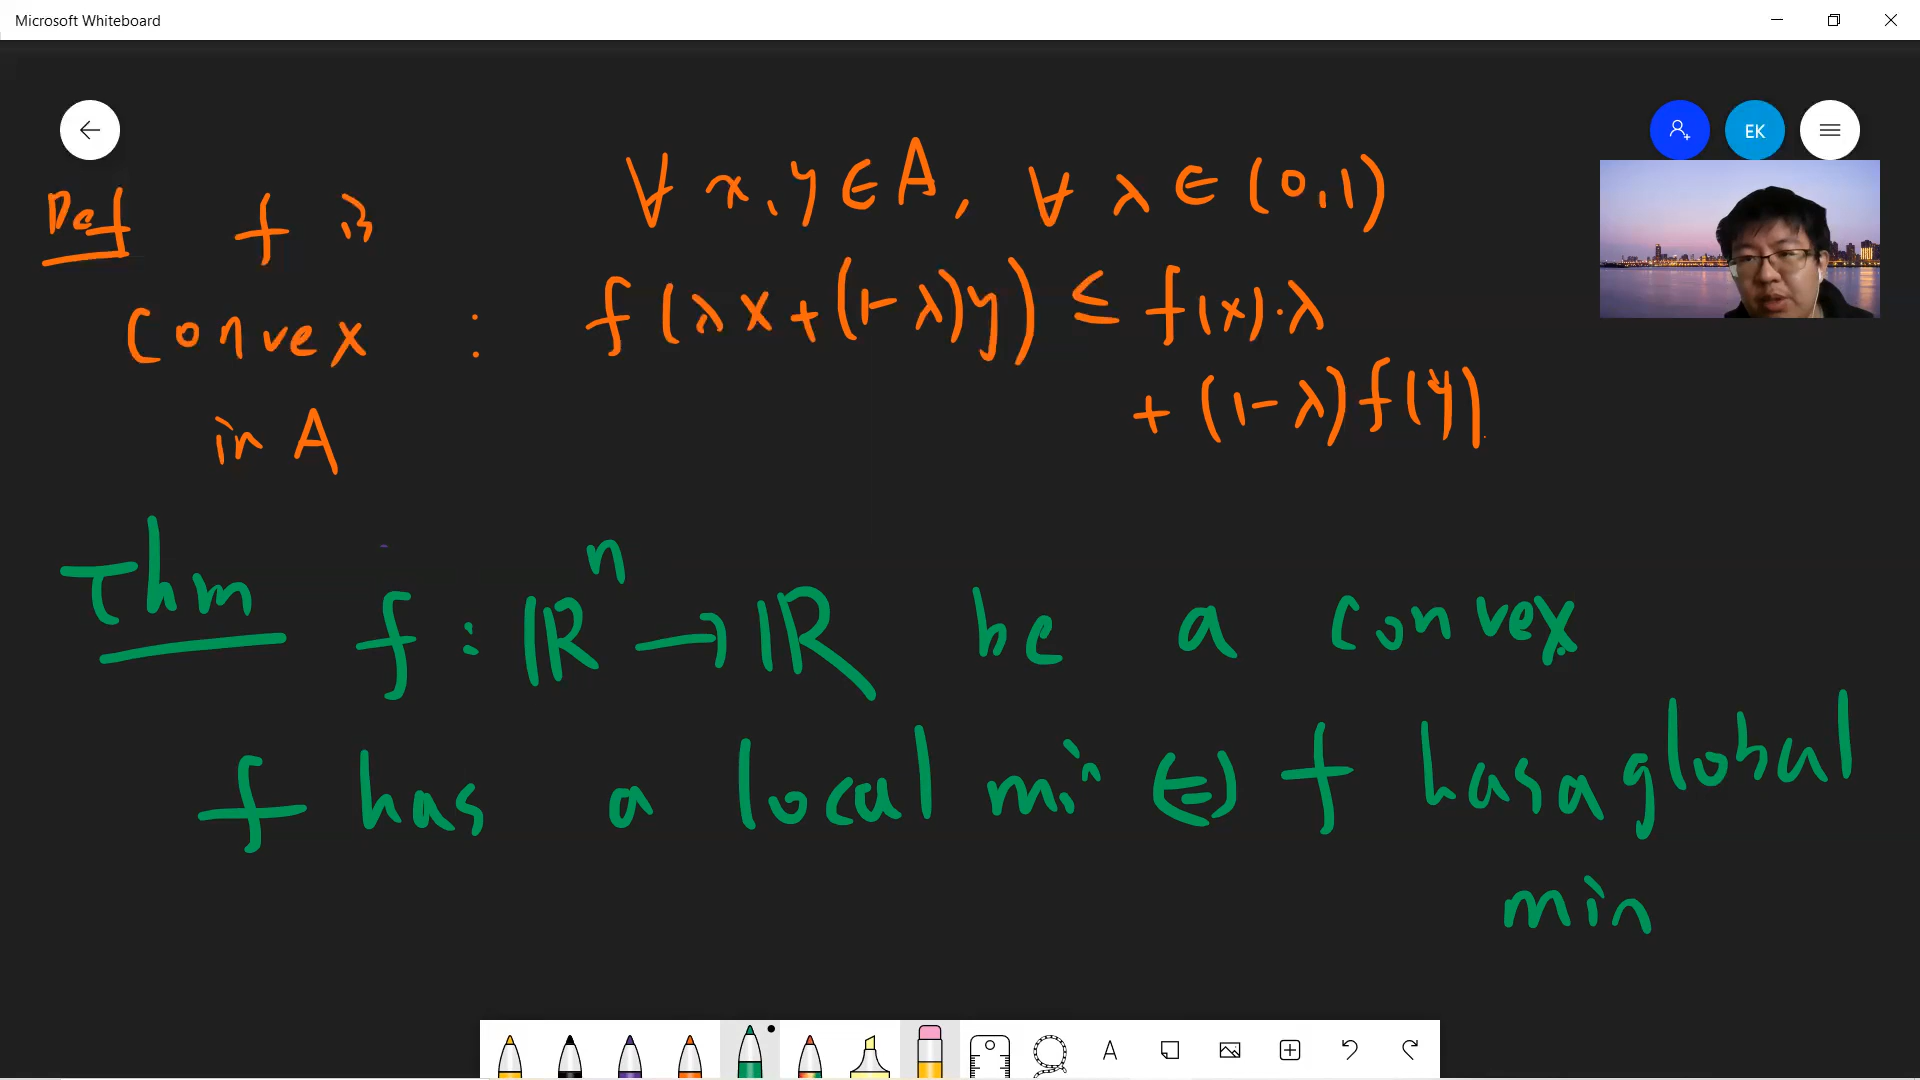 Microsoft Whiteboard
EK
Def f is
convex :
in A
∀ x, y ∈ A, ∀ λ ∈ (0,1)
f(λx+(1-λ)y) ≤ f(x)·λ
+ (1-λ)f(y)
Thm f : ℝⁿ → ℝ be a convex
f has a local min ⇔ f has a global
min
A